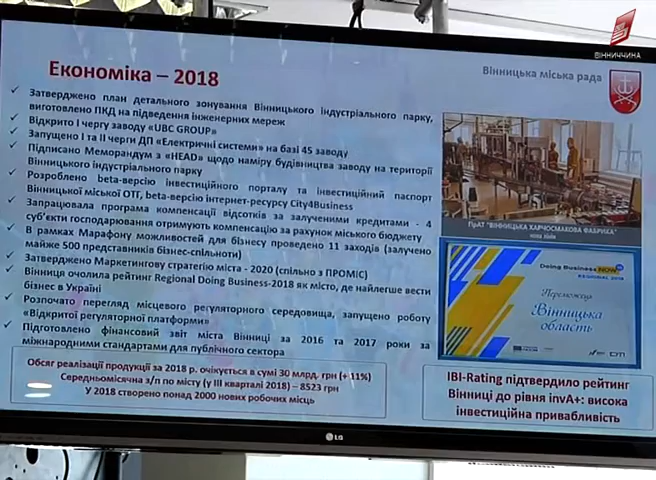 ВІННИЧЧИНА
Економіка – 2018
Вінницька міська рада
✓ Затверджено план детального зонування Вінницького індустріального парку,
виготовлено ПКД на підведення інженерних мереж
✓ Відкрито І чергу заводу «UBC GROUP»
✓ Запущено І та ІІ черги ДП «Електричні системи» на базі 45 заводу
✓ Підписано Меморандум з «HEAD» щодо наміру будівництва заводу на території
Вінницького індустріального парку
✓ Розроблено beta-версію інвестиційного порталу та інвестиційний паспорт
Вінницької міської ОТГ, beta-версію інтернет-ресурсу City4Business
✓ Запрацювала програма компенсації відсотків за залученими кредитами - 4
суб'єкти господарювання отримують компенсацію за рахунок міського бюджету
✓ В рамках Марафону можливостей для бізнесу проведено 11 заходів (залучено
майже 500 представників бізнес-спільноти)
✓ Затверджено Маркетингову стратегію міста - 2020 (спільно з ПРОМІС)
✓ Вінниця очолила рейтинг Regional Doing Business-2018 як місто, де найлегше вести
бізнес в Україні
✓ Розпочато перегляд місцевого регуляторного середовища, запущено роботу
«Відкритої регуляторної платформи»
✓ Підготовлено фінансовий звіт міста Вінниці за 2016 та 2017 роки за
міжнародними стандартами для публічного сектора
ПрАТ "ВІННИЦЬКА ХАРЧОСМАКОВА ФАБРИКА"
Doing Business NOW
REGIONAL 2018
Переможець
Вінницька
область
Обсяг реалізації продукції за 2018 р. очікується в сумі 30 млрд. грн (+ 11%)
Середньомісячна з/п по місту (у ІІІ кварталі 2018) – 8523 грн
У 2018 створено понад 2000 нових робочих місць
IBI-Rating підтвердило рейтинг
Вінниці до рівня invA+: висока
інвестиційна привабливість
LG